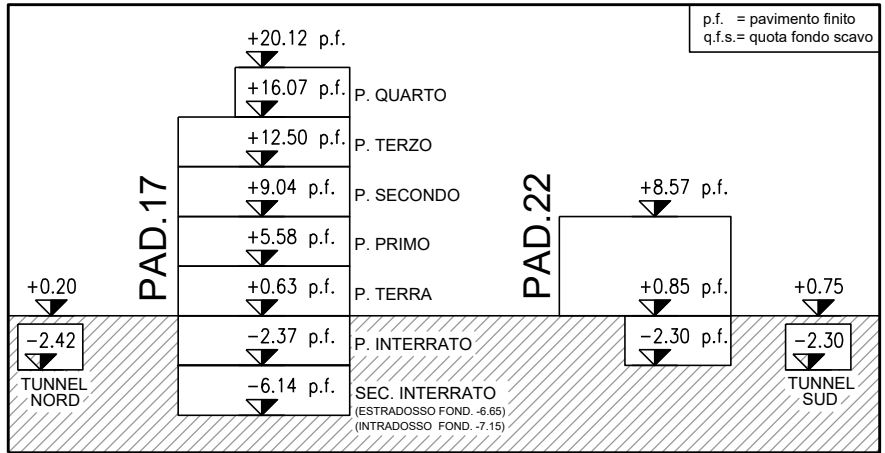 p.f. = pavimento finito
q.f.s.= quota fondo scavo
+20.12 p.f.
+16.07 p.f.
P. QUARTO
+12.50 p.f.
P. TERZO
PAD.17
+9.04 p.f.
P. SECONDO
PAD.22
+8.57 p.f.
+5.58 p.f.
P. PRIMO
+0.20
+0.63 p.f.
P. TERRA
+0.85 p.f.
+0.75
-2.42
-2.37 p.f.
P. INTERRATO
-2.30 p.f.
-2.30
TUNNEL
NORD
-6.14 p.f.
SEC. INTERRATO
(ESTRADOSSO FOND. -6.65)
(INTRADOSSO FOND. -7.15)
TUNNEL
SUD